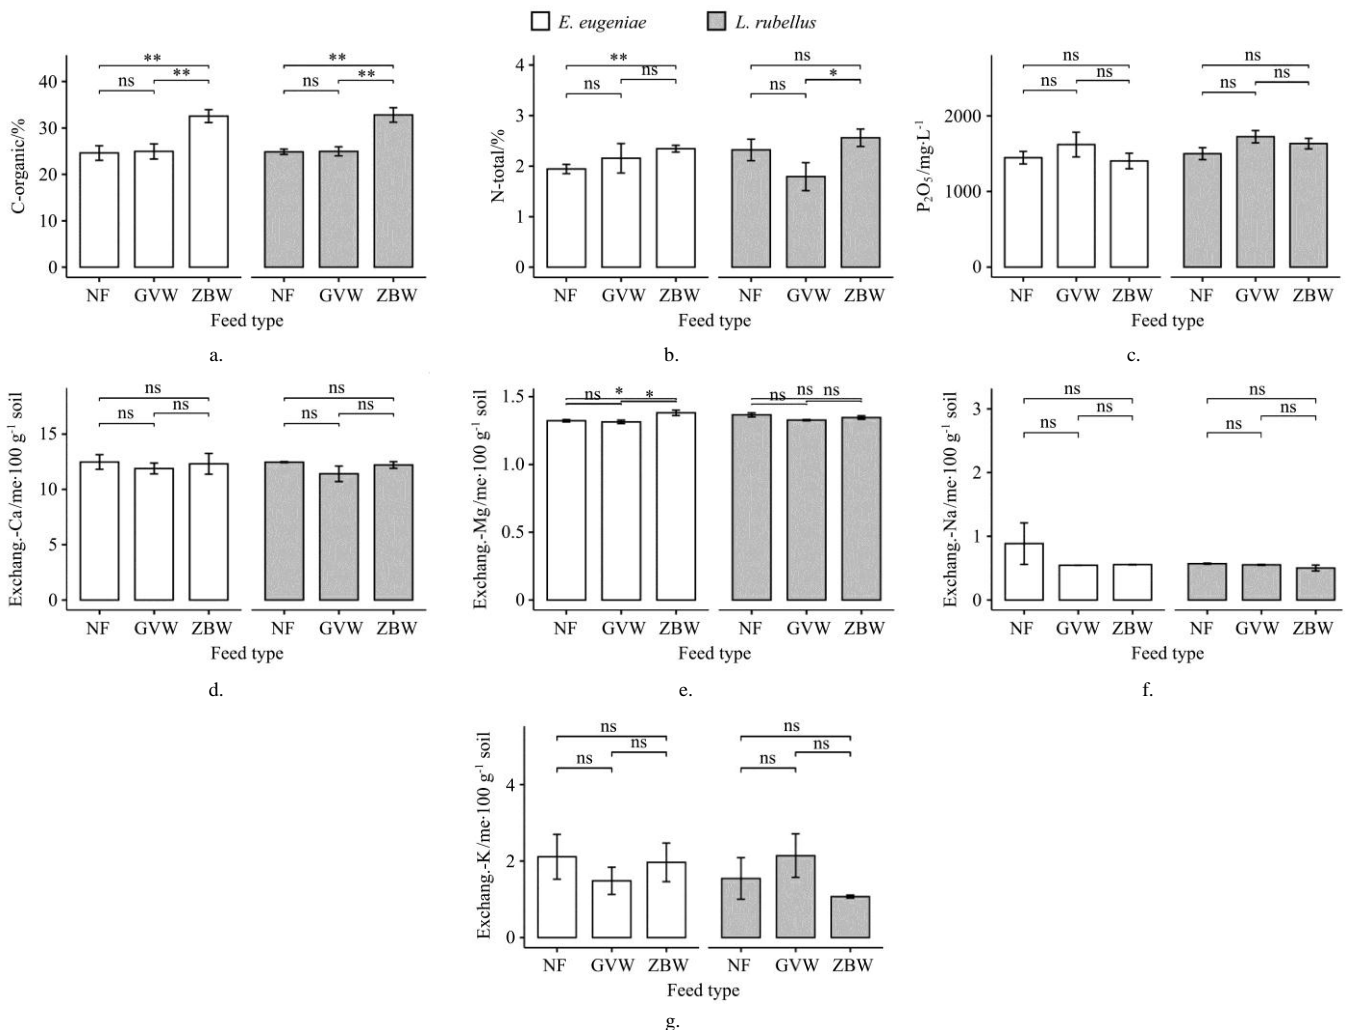 E. eugeniae L. rubellus
C-organic/%
40
30
20
10
0
** **
** **
ns ns
NF GVW ZBW NF GVW ZBW
Feed type
a.
N-total/%
4
3
2
1
0
** ns
ns *
ns ns
NF GVW ZBW NF GVW ZBW
Feed type
b.
P₂O₅/mg·L⁻¹
2000
1000
0
ns ns
ns ns
ns ns
NF GVW ZBW NF GVW ZBW
Feed type
c.
Exchang.-Ca/me·100 g⁻¹ soil
15
10
5
0
ns ns
ns ns
ns ns
NF GVW ZBW NF GVW ZBW
Feed type
d.
Exchang.-Mg/me·100 g⁻¹ soil
1.5
1.0
0.5
0
ns * * ns ns ns
NF GVW ZBW NF GVW ZBW
Feed type
e.
Exchang.-Na/me·100 g⁻¹ soil
3
2
1
0
ns ns
ns ns
ns ns
NF GVW ZBW NF GVW ZBW
Feed type
f.
Exchang.-K/me·100 g⁻¹ soil
4
2
0
ns ns
ns ns
ns ns
NF GVW ZBW NF GVW ZBW
Feed type
g.